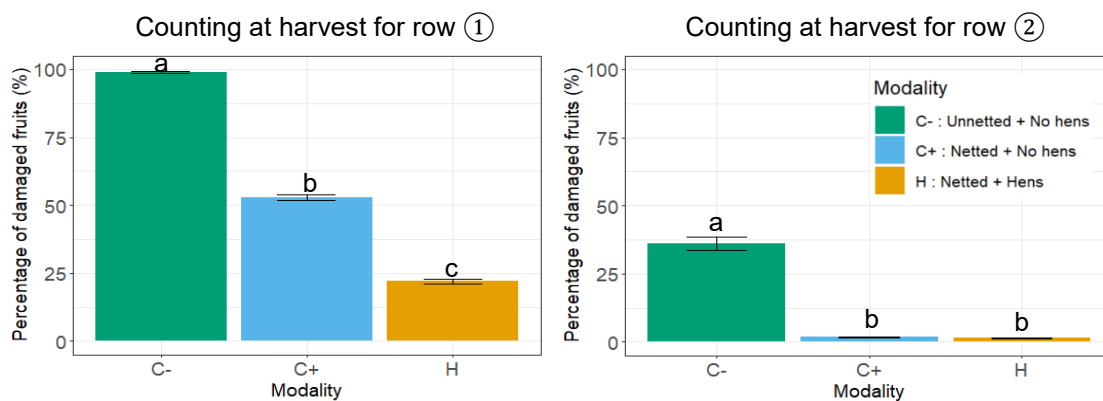 Counting at harvest for row ①
Percentage of damaged fruits (%)
100
75
50
25
0
a
b
c
C-
C+
H
Modality
Counting at harvest for row ②
Percentage of damaged fruits (%)
100
75
50
25
0
Modality
C- : Unnetted + No hens
C+ : Netted + No hens
H : Netted + Hens
a
b
b
C-
C+
H
Modality